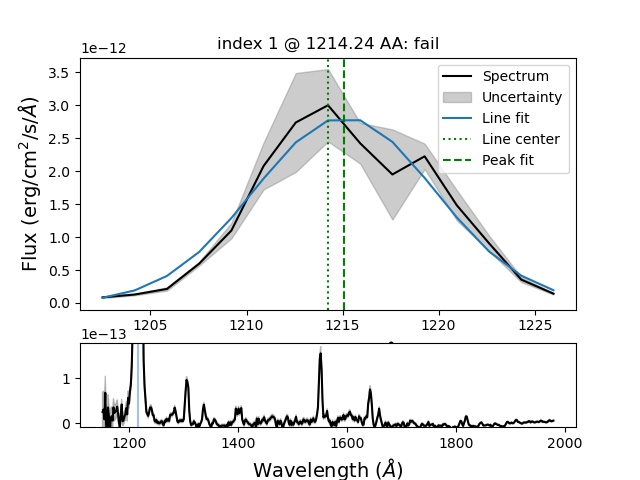 index 1 @ 1214.24 AA: fail
1e−12
3.5
3.0
2.5
2.0
1.5
1.0
0.5
0.0
Flux (erg/cm²/s/Å)
Spectrum
Uncertainty
Line fit
Line center
Peak fit
1205 1210 1215 1220 1225
1e−13
1
0
1200 1400 1600 1800 2000
Wavelength (Å)